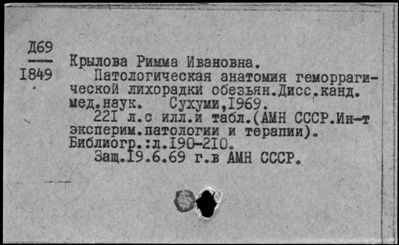 Д69
1849
Крылова Римма Ивановна.
Патологическая анатомия геморраги-
ческой лихорадки обезьян.Дисс.канд.
мед.наук. Сухуми,1969.
221 л.с илл.и табл.(АМН СССР.Ин-т
эксперим.патологии и терапии).
Библиогр.:л.190-210.
Защ.19.6.69 г.в АМН СССР.